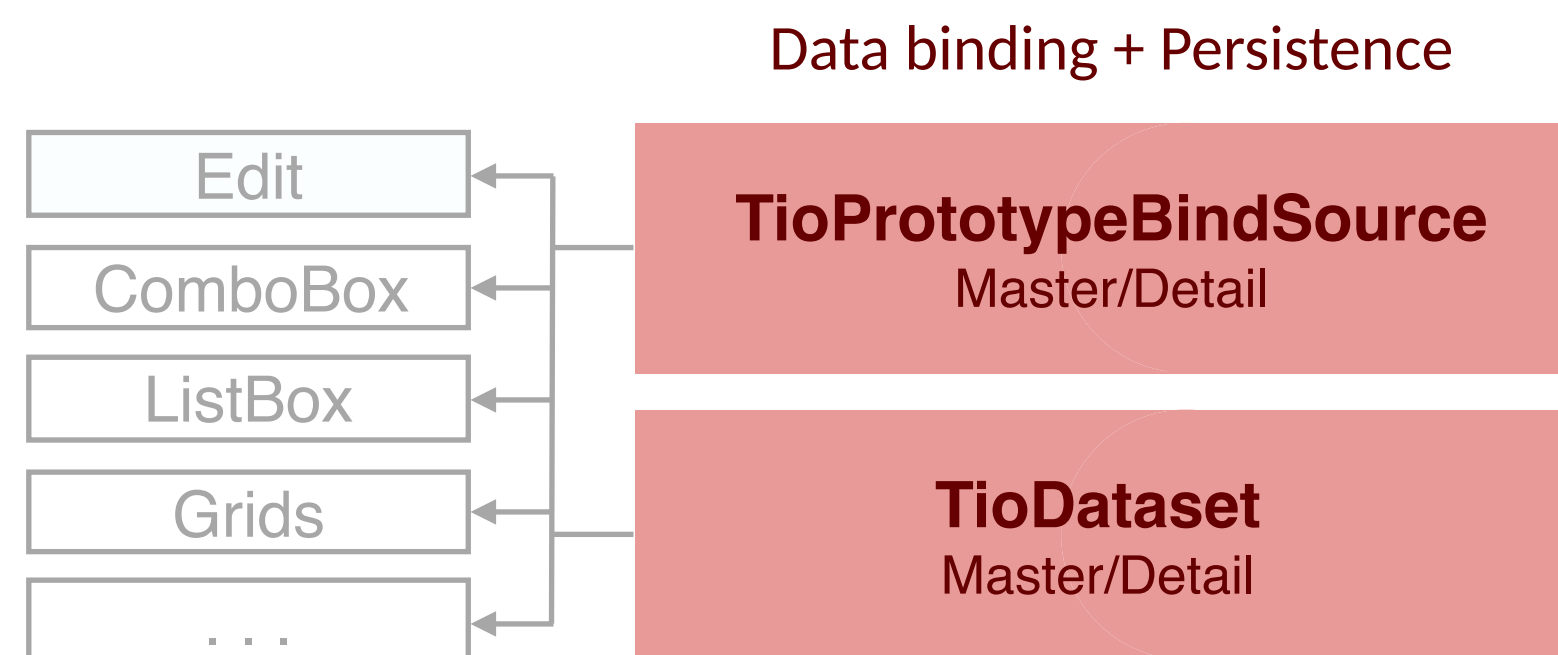 Data binding + Persistence
Edit
ComboBox
ListBox
Grids
. . .
TioPrototypeBindSource
Master/Detail
TioDataset
Master/Detail